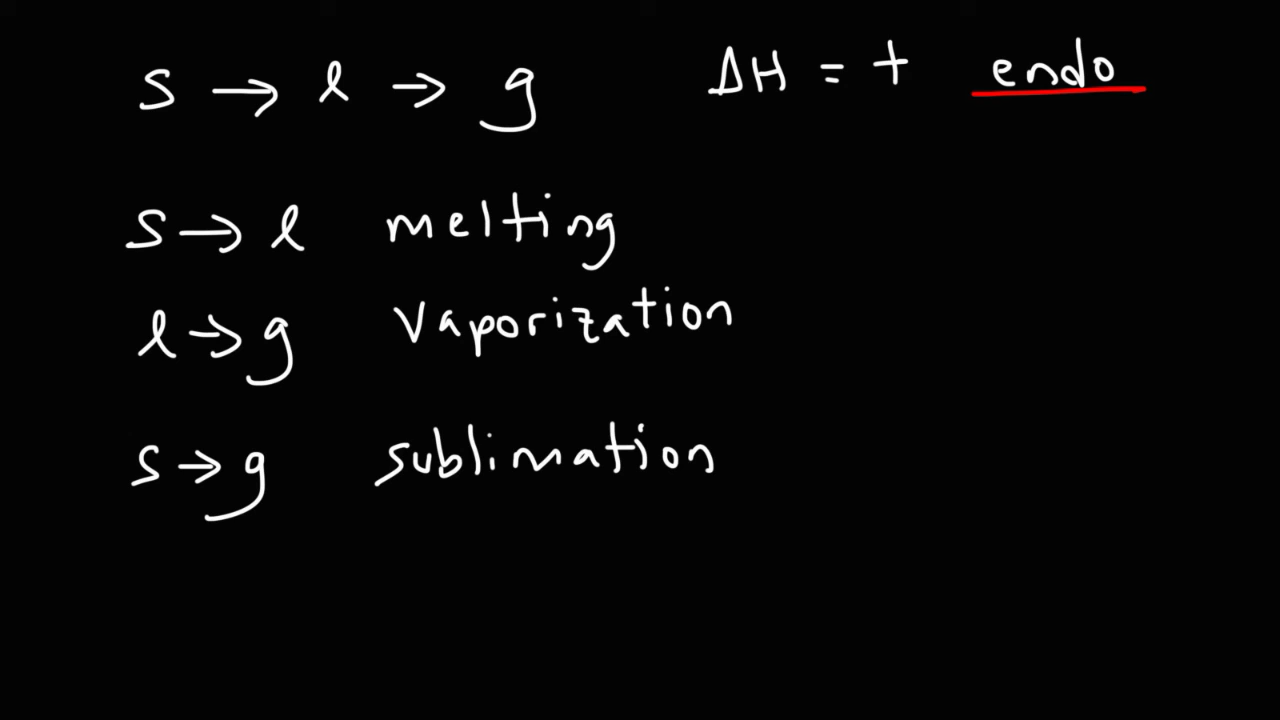 s → l → g ΔH = + endo
s → l melting
l → g vaporization
s → g sublimation